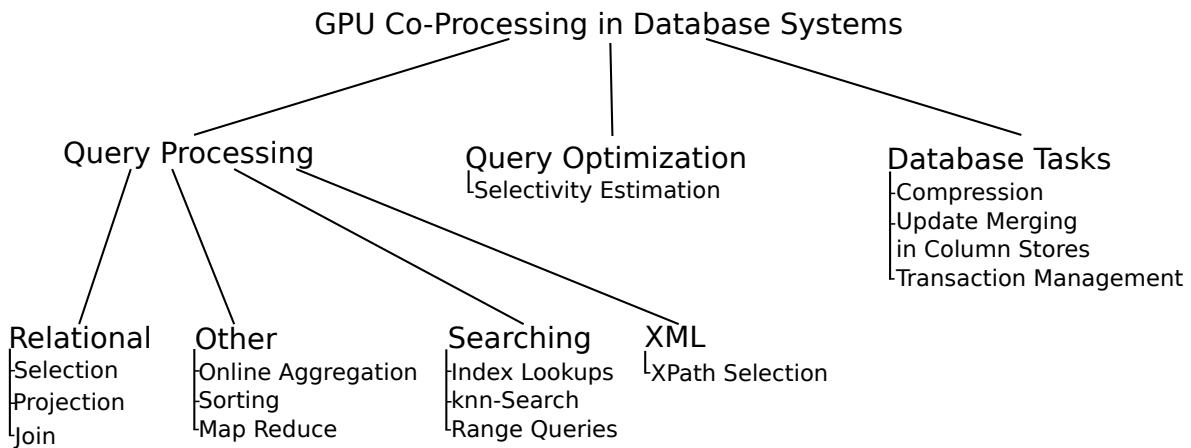 GPU Co-Processing in Database Systems
Query Processing
Query Optimization
Selectivity Estimation
Database Tasks
Compression
Update Merging
in Column Stores
Transaction Management
Relational
Selection
Projection
Join
Other
Online Aggregation
Sorting
Map Reduce
Searching
Index Lookups
knn-Search
Range Queries
XML
XPath Selection